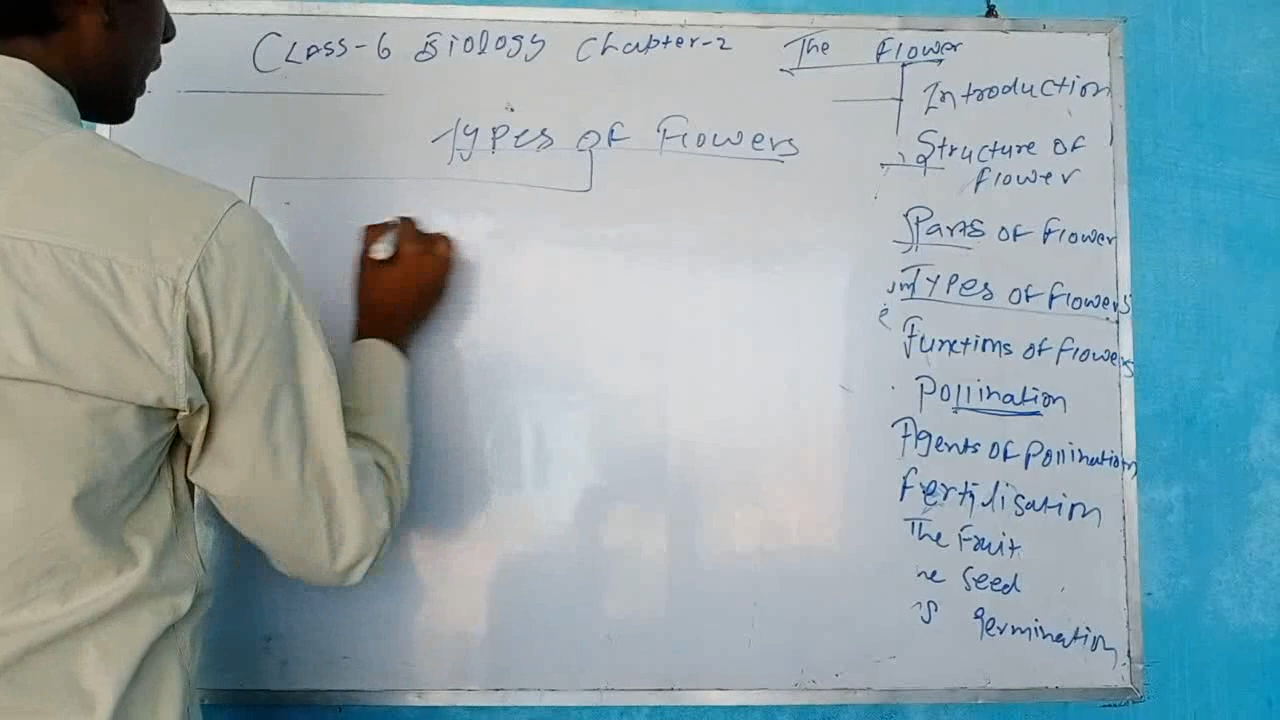 Class-6 Biology Chapter-2 The Flower
Types of Flowers
Introduction
Structure of
flower
Parts of Flower
Types of Flowers
Functions of Flowers
Pollination
Agents of Pollination
Fertilisation
The Fruit
he Seed
Germination